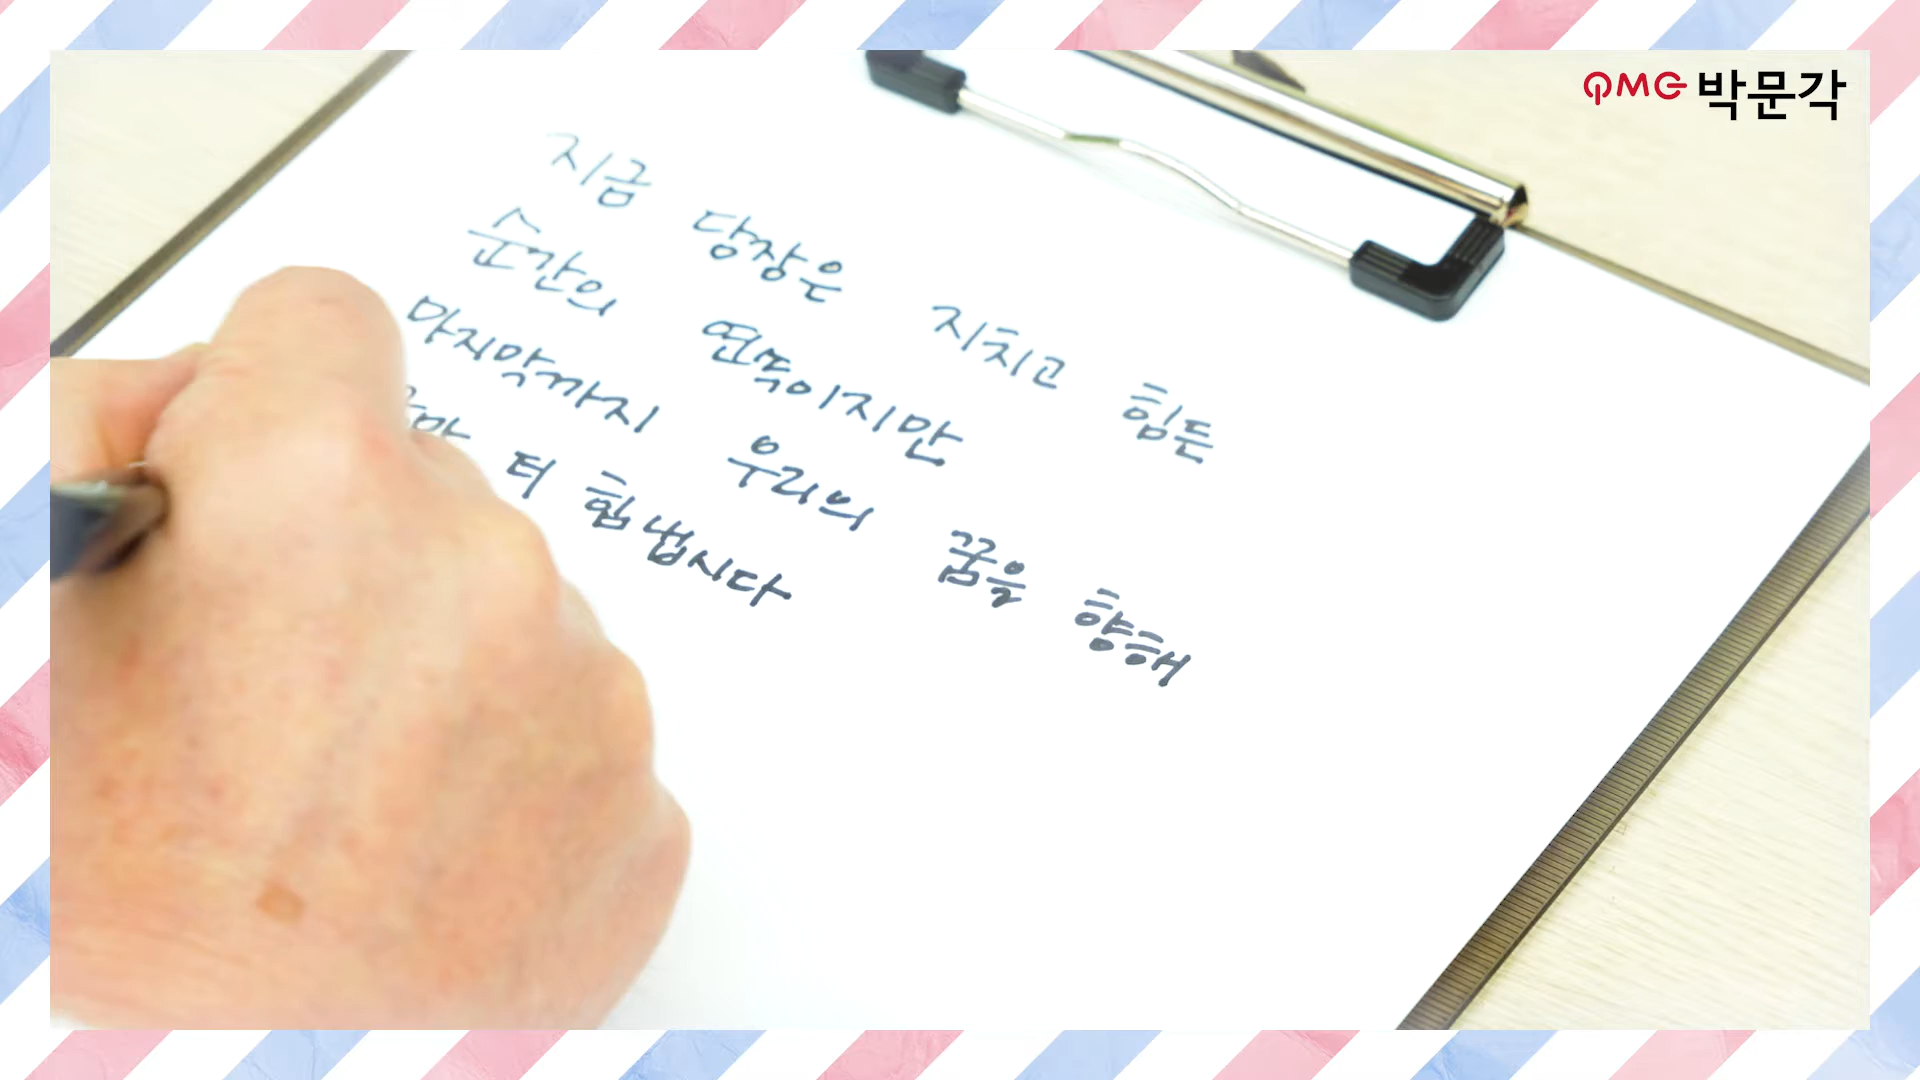 PMG 박문각
지금 당장은 지치고 힘든
순간의 연속이지만
마지막까지 우리의 꿈을 향해
더 힘냅시다